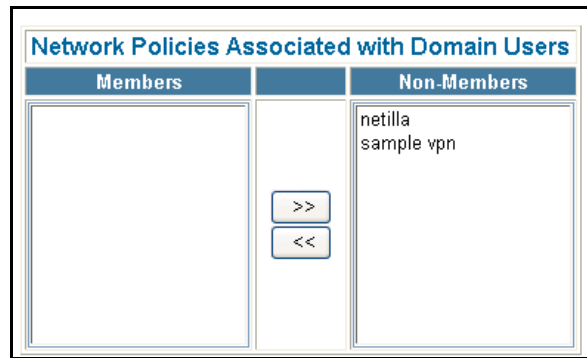 Network Policies Associated with Domain Users
Members
Non-Members
netilla
sample vpn
>>
<<